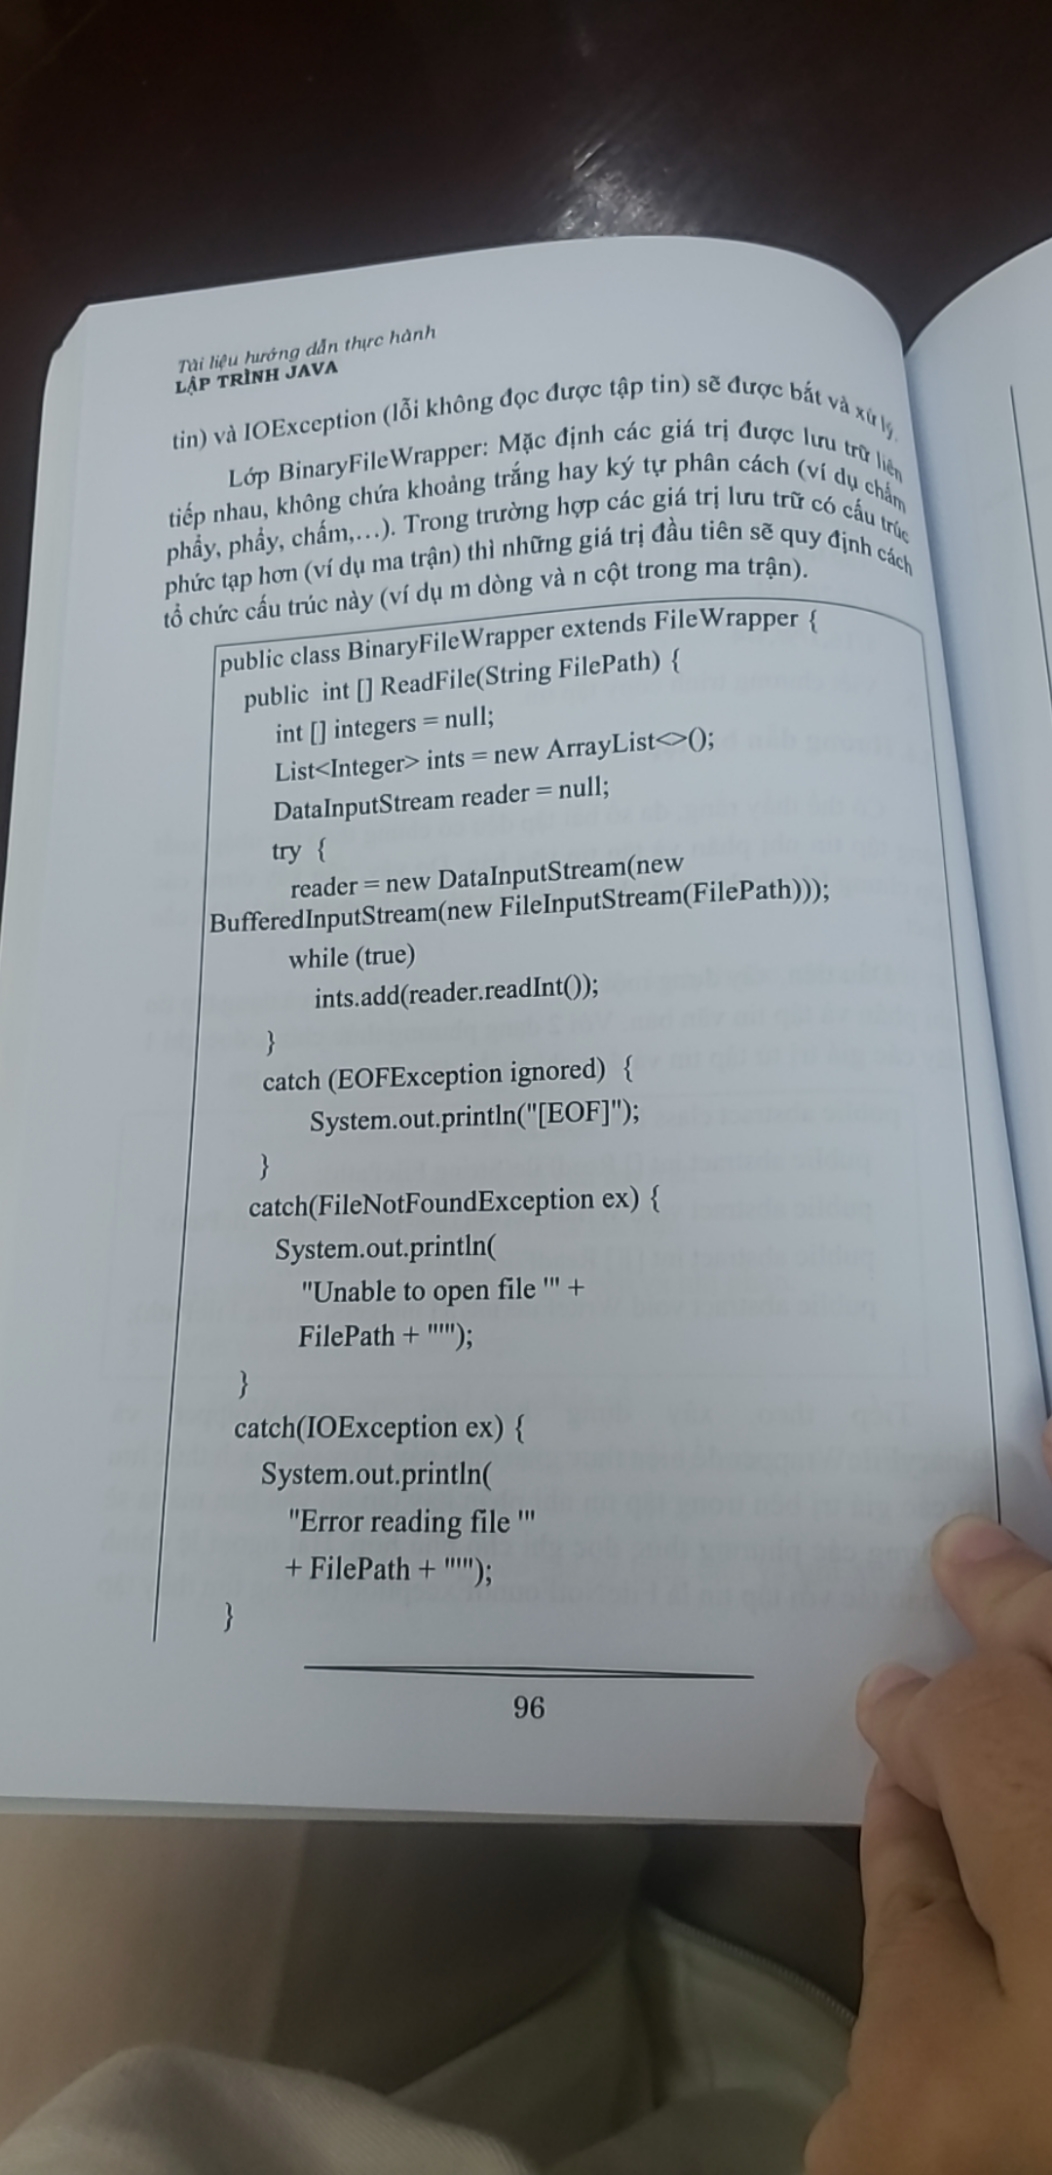 Tài liệu hướng dẫn thực hành
LẬP TRÌNH JAVA
tin) và IOException (lỗi không đọc được tập tin) sẽ được bắt và xử lý.
Lớp BinaryFileWrapper: Mặc định các giá trị được lưu trữ liên
tiếp nhau, không chứa khoảng trắng hay ký tự phân cách (ví dụ chấm
phẩy, phẩy, chấm,…). Trong trường hợp các giá trị lưu trữ có cấu trúc
phức tạp hơn (ví dụ ma trận) thì những giá trị đầu tiên sẽ quy định cách
tổ chức cấu trúc này (ví dụ m dòng và n cột trong ma trận).
public class BinaryFileWrapper extends FileWrapper {
public int [] ReadFile(String FilePath) {
int [] integers = null;
List<Integer> ints = new ArrayList<>();
DataInputStream reader = null;
try {
reader = new DataInputStream(new
BufferedInputStream(new FileInputStream(FilePath)));
while (true)
ints.add(reader.readInt());
}
catch (EOFException ignored) {
System.out.println("[EOF]");
}
catch(FileNotFoundException ex) {
System.out.println(
"Unable to open file '" +
FilePath + "'");
}
catch(IOException ex) {
System.out.println(
"Error reading file '"
+ FilePath + "'");
}
96